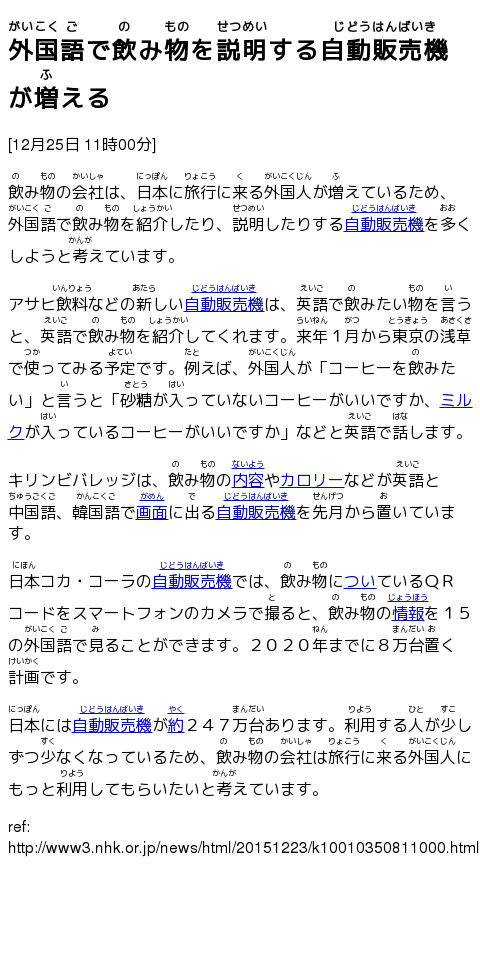 外国語で飲み物を説明する自動販売機
が増える
[12月25日 11時00分]
飲み物の会社は、日本に旅行に来る外国人が増えているため、
外国語で飲み物を紹介したり、説明したりする自動販売機を多く
しようと考えています。
アサヒ飲料などの新しい自動販売機は、英語で飲みたい物を言う
と、英語で飲み物を紹介してくれます。来年１月から東京の浅草
で使ってみる予定です。例えば、外国人が「コーヒーを飲みた
い」と言うと「砂糖が入っていないコーヒーがいいですか、ミル
クが入っているコーヒーがいいですか」などと英語で話します。
キリンビバレッジは、飲み物の内容やカロリーなどが英語と
中国語、韓国語で画面に出る自動販売機を先月から置いていま
す。
日本コカ・コーラの自動販売機では、飲み物についているＱＲ
コードをスマートフォンのカメラで撮ると、飲み物の情報を１５
の外国語で見ることができます。２０２０年までに８万台置く
計画です。
日本には自動販売機が約２４７万台あります。利用する人が少し
ずつ少なくなっているため、飲み物の会社は旅行に来る外国人に
もっと利用してもらいたいと考えています。
ref:
http://www3.nhk.or.jp/news/html/20151223/k10010350811000.html